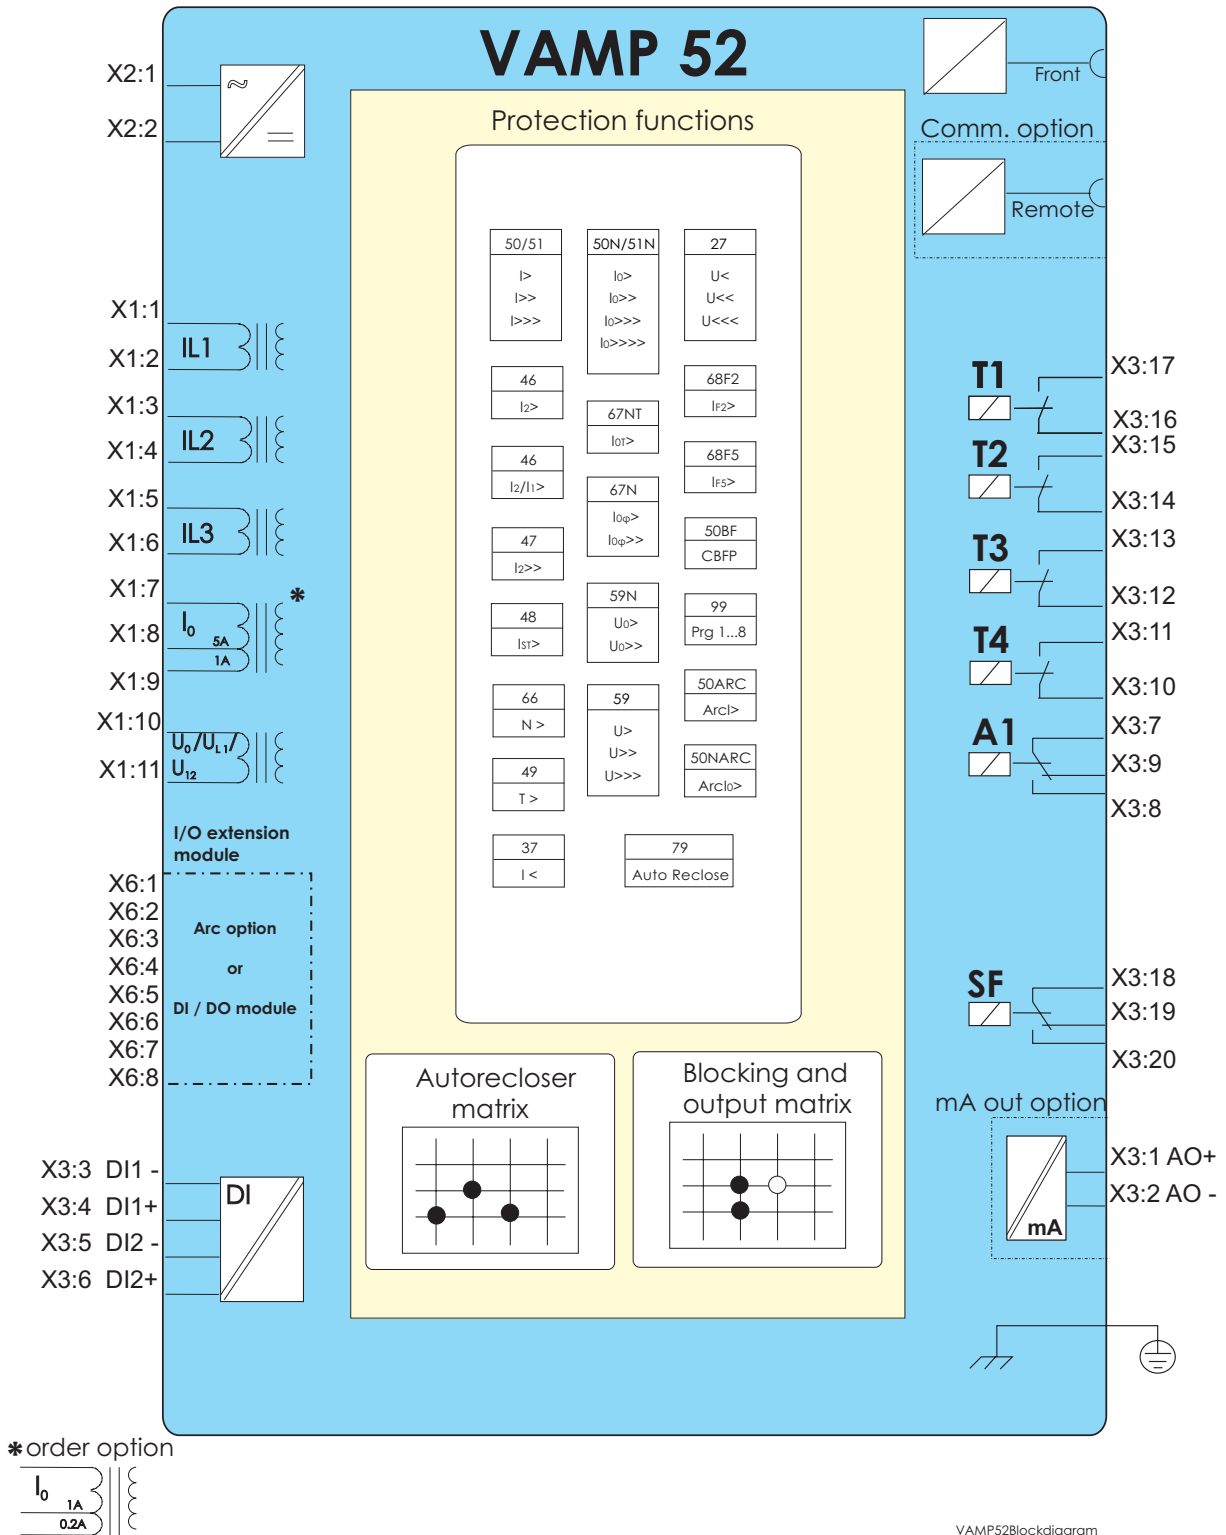 VAMP 52
X2:1
X2:2
~
Front
Comm. option
Remote
Protection functions
50/51
I>
I>>
I>>>
50N/51N
I0>
I0>>
I0>>>
I0>>>>
27
U<
U<<
U<<<
46
I2>
67NT
I0T>
68F2
IF2>
46
I2/I1>
67N
I0φ>
I0φ>>
68F5
IF5>
47
I2>>
50BF
CBFP
48
IST>
59N
U0>
U0>>
99
Prg 1...8
66
N >
59
U>
U>>
U>>>
50ARC
ArcI>
49
T >
50NARC
ArcI0>
37
I <
79
Auto Reclose
X1:1
IL1
X1:2
X1:3
IL2
X1:4
X1:5
IL3
X1:6
X1:7
*
I0
5A
X1:8
1A
X1:9
X1:10
U0/UL1/
U12
X1:11
I/O extension
module
X6:1
X6:2
X6:3
X6:4
X6:5
X6:6
X6:7
X6:8
Arc option
or
DI / DO module
X3:3 DI1 -
X3:4 DI1+
X3:5 DI2 -
X3:6 DI2+
DI
T1
X3:17
X3:16
T2
X3:15
X3:14
T3
X3:13
X3:12
T4
X3:11
X3:10
A1
X3:7
X3:9
X3:8
SF
X3:18
X3:19
X3:20
mA out option
mA
X3:1 AO+
X3:2 AO -
Autorecloser
matrix
Blocking and
output matrix
*order option
I0
1A
0.2A
VAMP52Blockdiagram